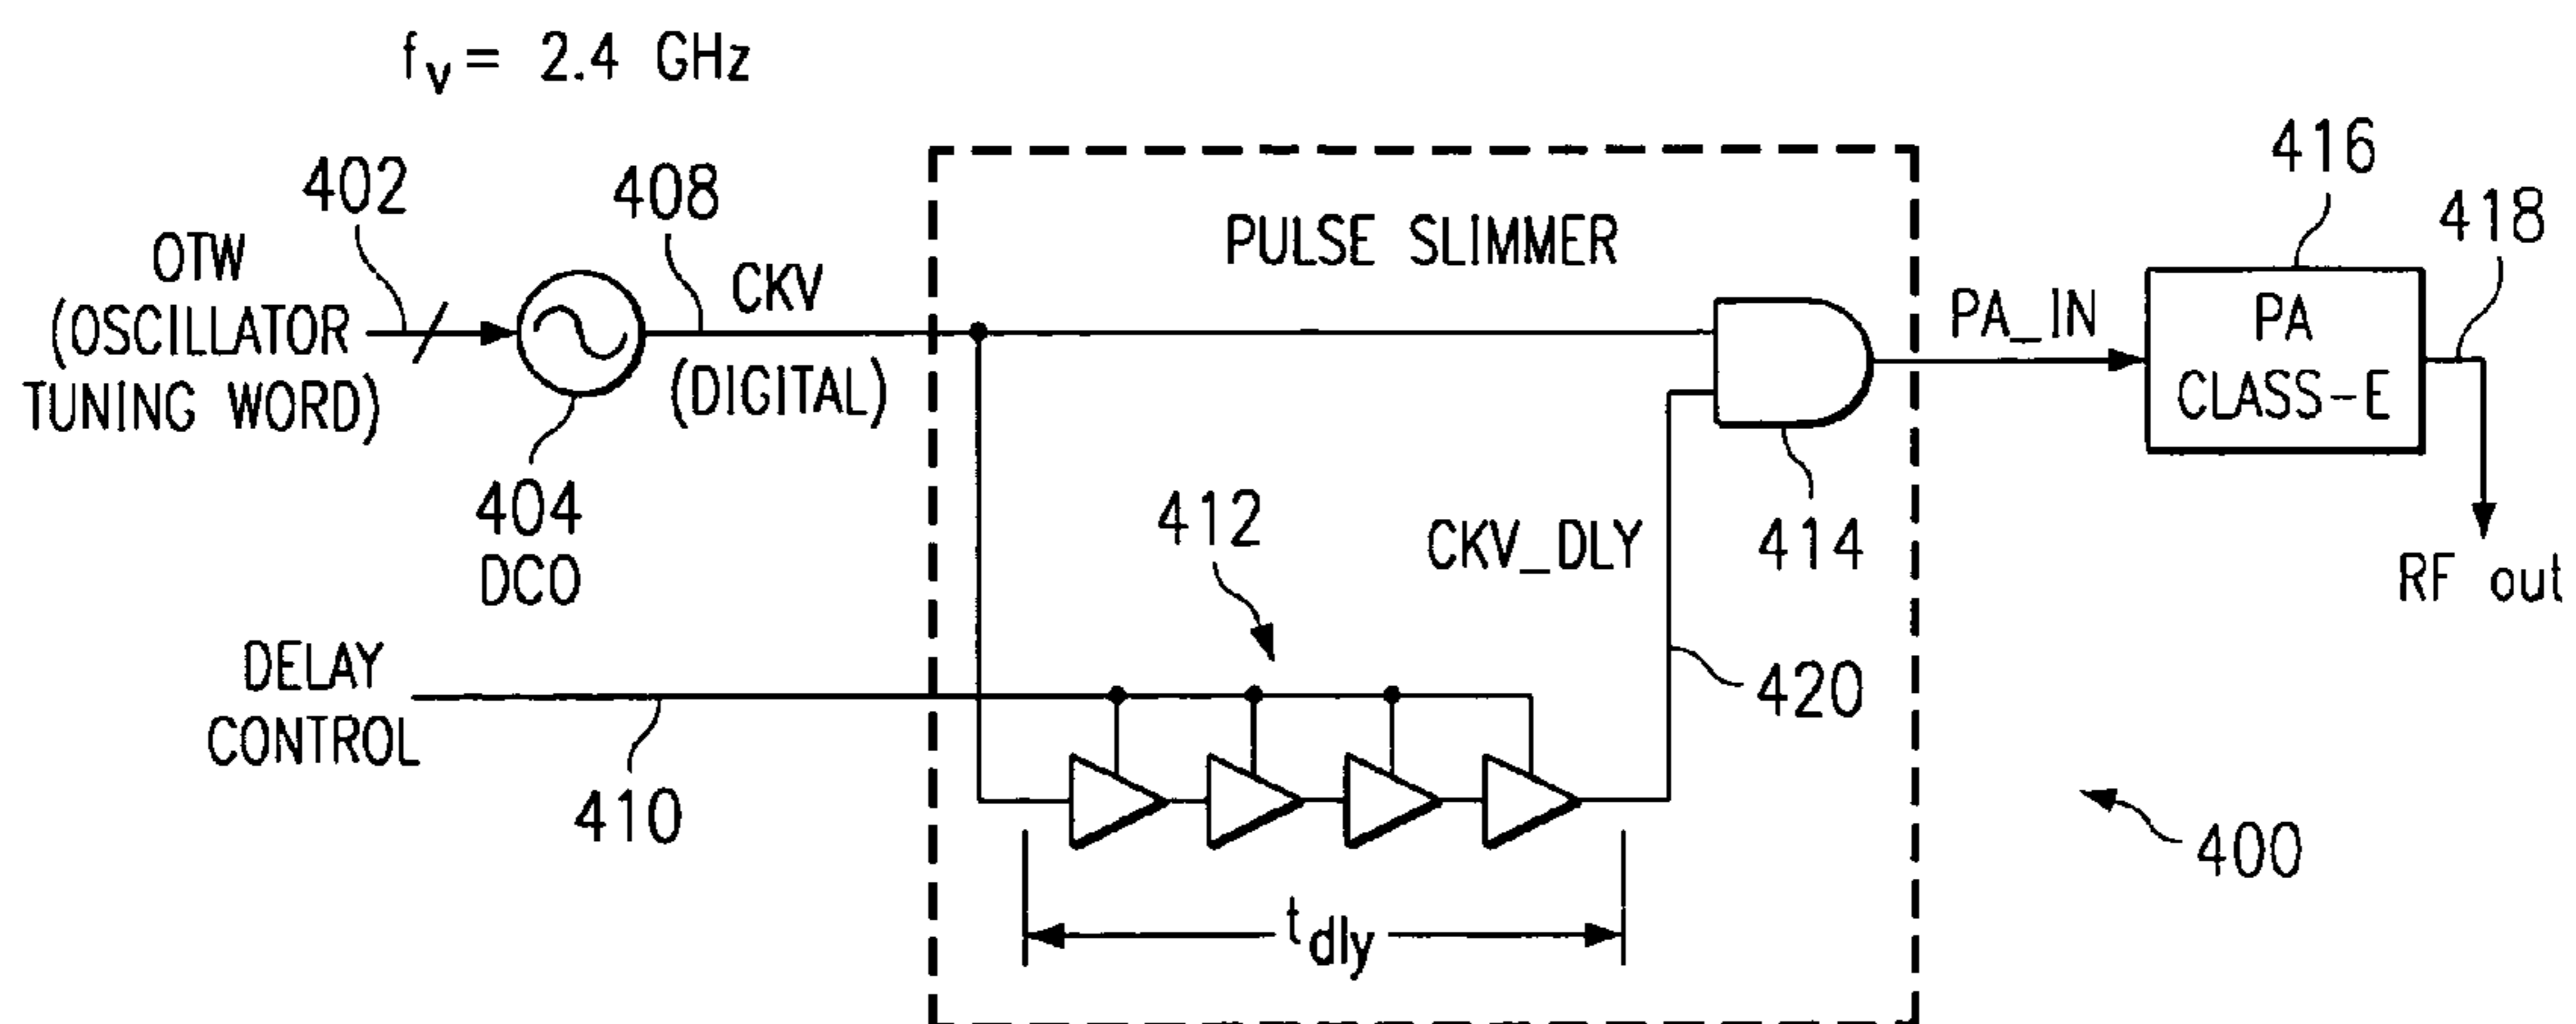 fv= 2.4 GHz
402
408
416
418
OTW
(OSCILLATOR
TUNING WORD)
CKV
(DIGITAL)
PULSE SLIMMER
PA_IN
PA
CLASS-E
404
DCO
412
CKV_DLY
414
RF out
DELAY
CONTROL
410
420
400
tdly